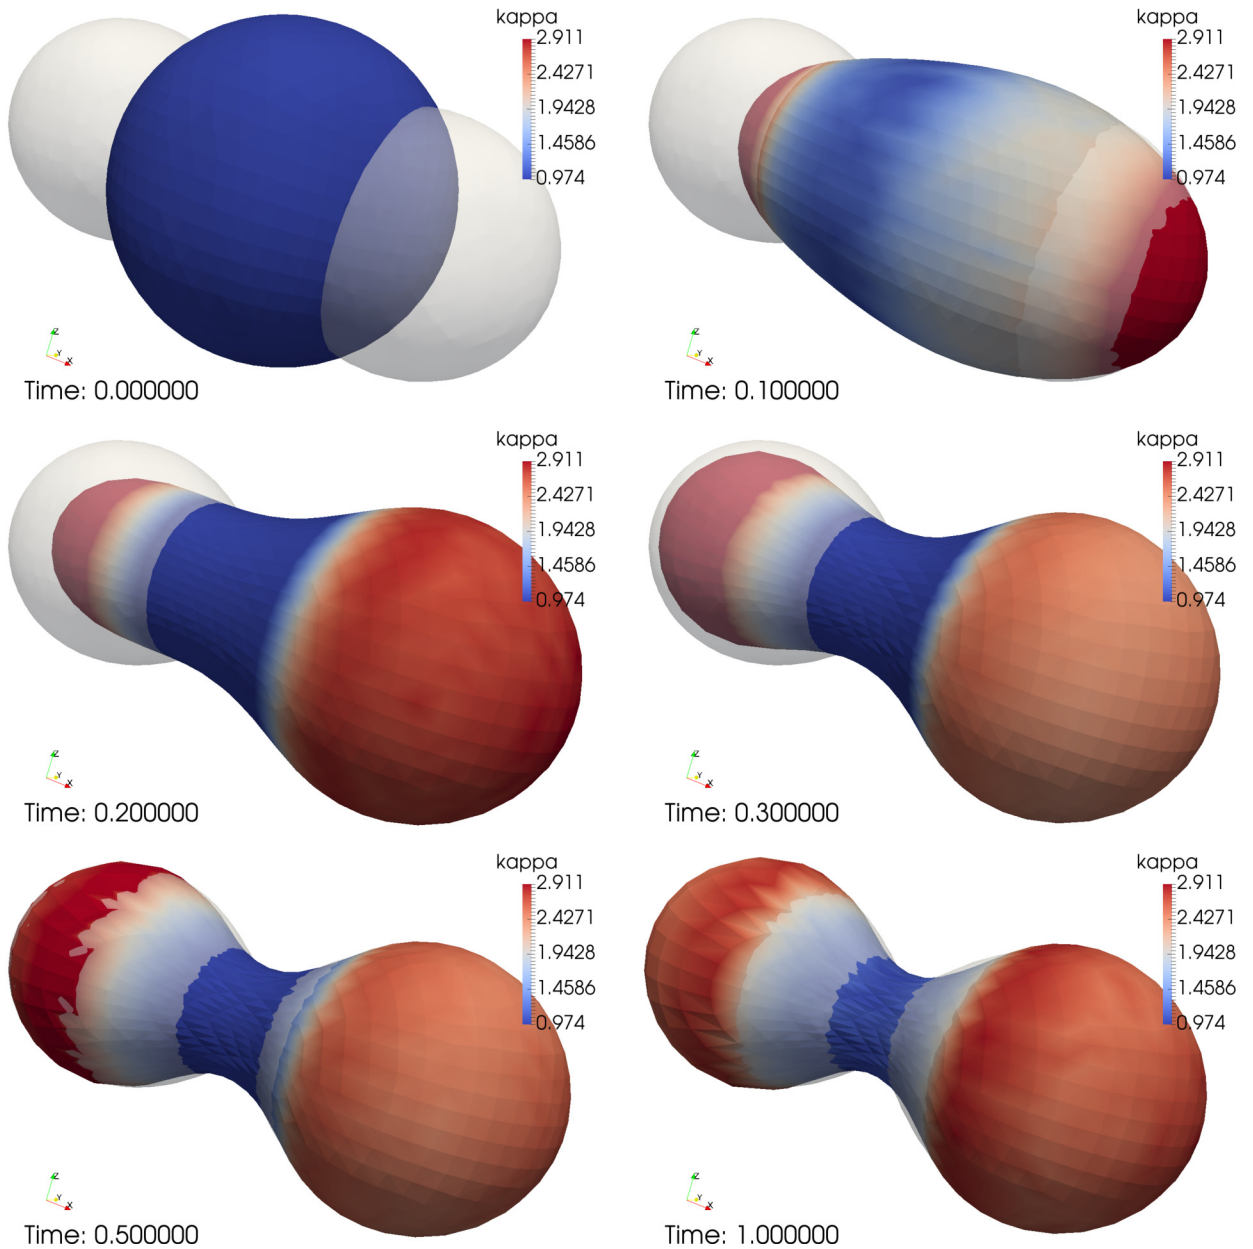 kappa
2.911
2.4271
1.9428
1.4586
0.974
Z
Y
X
Time: 0.000000
kappa
2.911
2.4271
1.9428
1.4586
0.974
Z
Y
X
Time: 0.100000
kappa
2.911
2.4271
1.9428
1.4586
0.974
Z
Y
X
Time: 0.200000
kappa
2.911
2.4271
1.9428
1.4586
0.974
Z
Y
X
Time: 0.300000
kappa
2.911
2.4271
1.9428
1.4586
0.974
Z
Y
X
Time: 0.500000
kappa
2.911
2.4271
1.9428
1.4586
0.974
Z
Y
X
Time: 1.000000